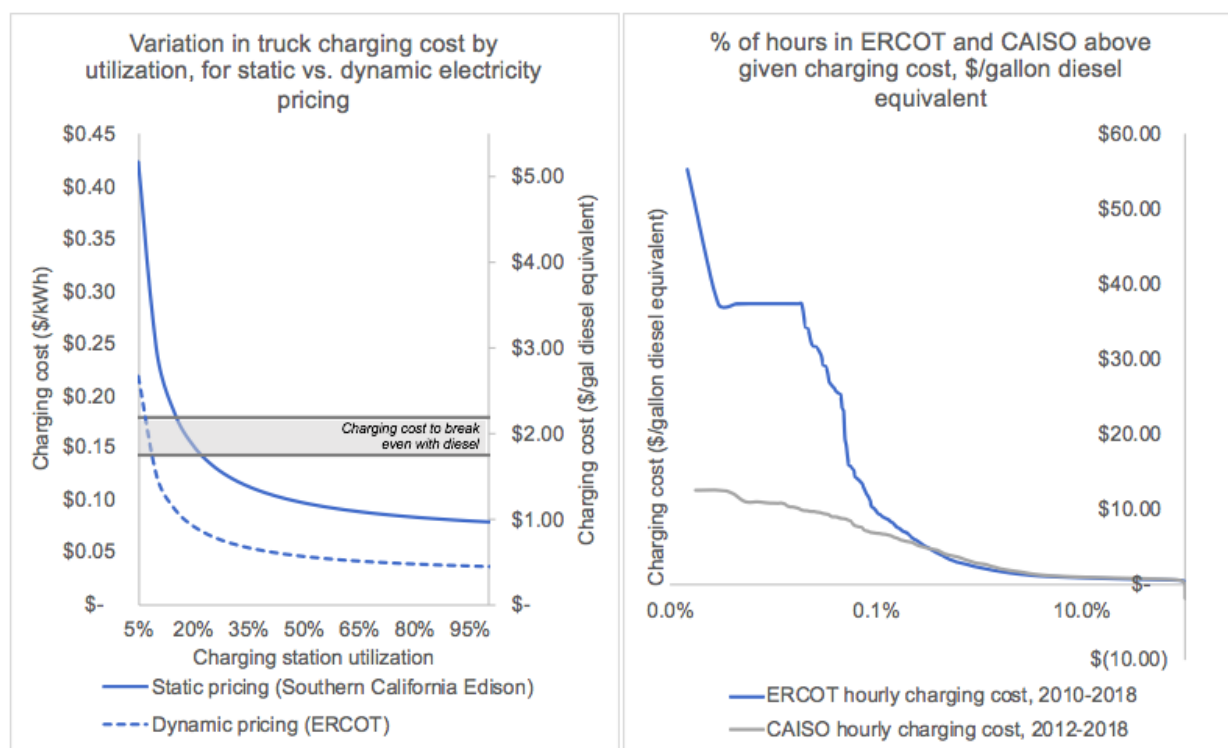 Variation in truck charging cost by
utilization, for static vs. dynamic electricity
pricing
Charging cost ($/kWh)
$0.45
$0.40
$0.35
$0.30
$0.25
$0.20
$0.15
$0.10
$0.05
$-
$5.00
$4.00
$3.00
$2.00
$1.00
$-
Charging cost ($/gal diesel equivalent)
Charging cost to break
even with diesel
5% 20% 35% 50% 65% 80% 95%
Charging station utilization
Static pricing (Southern California Edison)
Dynamic pricing (ERCOT)
% of hours in ERCOT and CAISO above
given charging cost, $/gallon diesel
equivalent
Charging cost ($/gallon diesel equivalent)
$60.00
$50.00
$40.00
$30.00
$20.00
$10.00
$-
$(10.00)
0.0% 0.1% 10.0%
ERCOT hourly charging cost, 2010-2018
CAISO hourly charging cost, 2012-2018